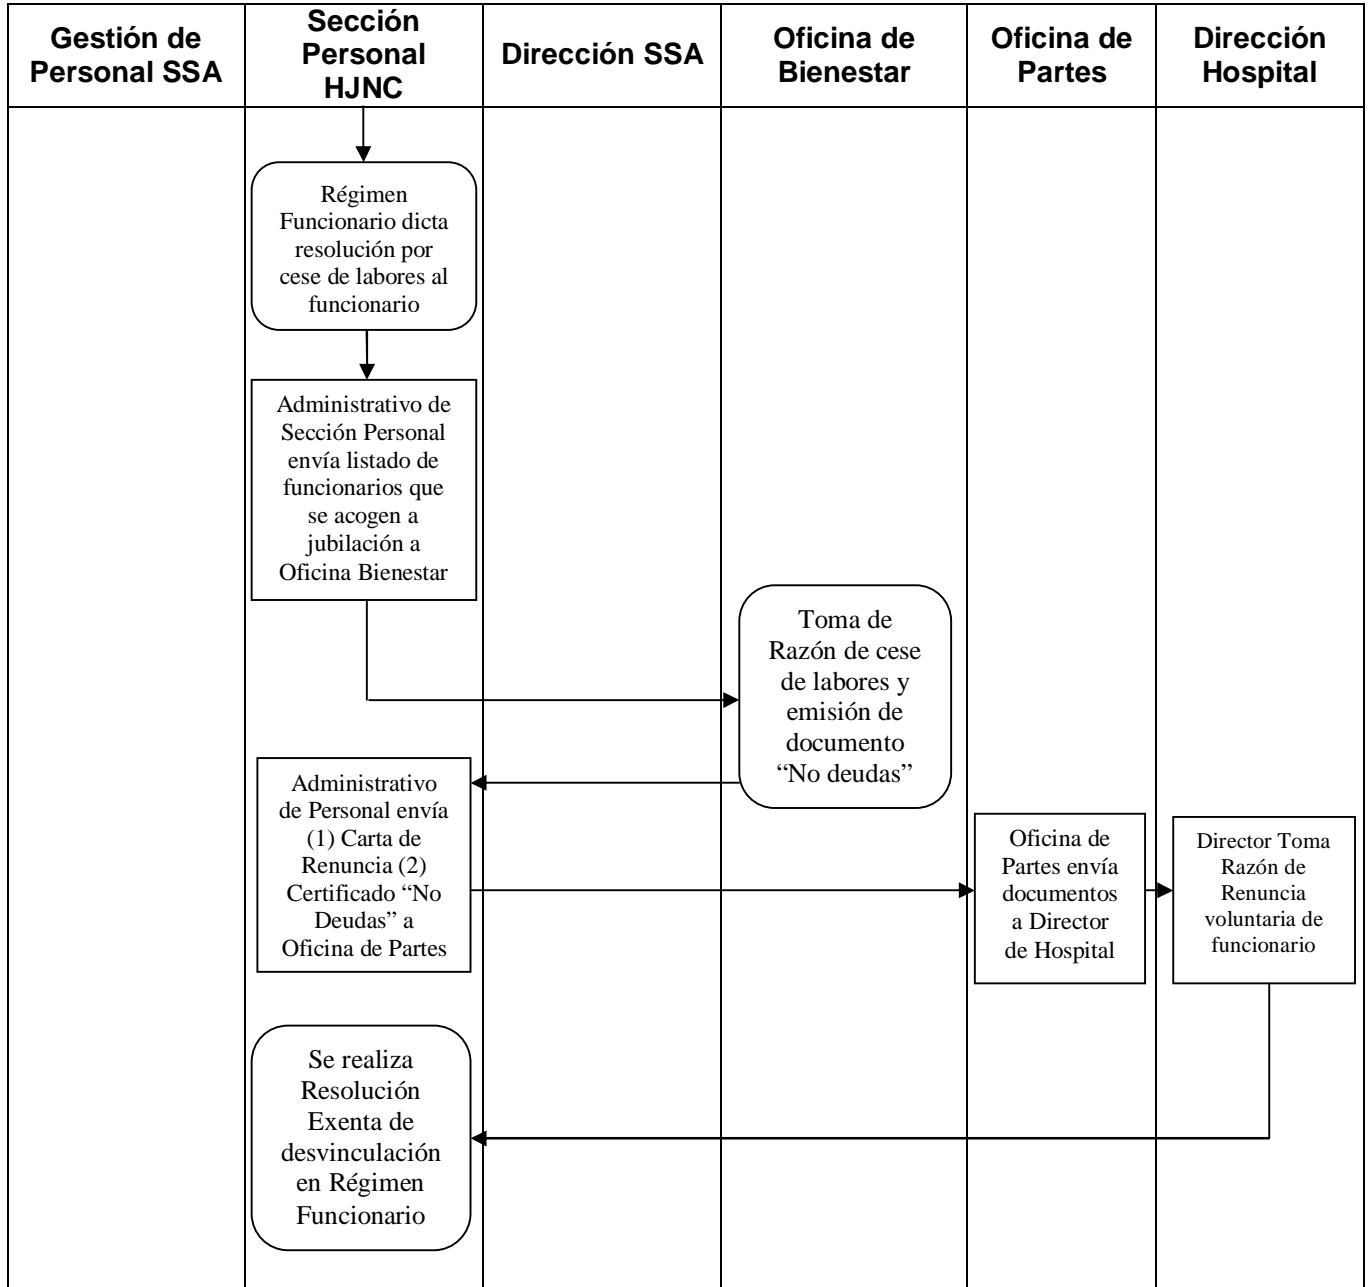 Gestión de
Personal SSA
Sección
Personal
HJNC
Dirección SSA
Oficina de
Bienestar
Oficina de
Partes
Dirección
Hospital
Régimen
Funcionario dicta
resolución por
cese de labores al
funcionario
Administrativo de
Sección Personal
envía listado de
funcionarios que
se acogen a
jubilación a
Oficina Bienestar
Toma de
Razón de cese
de labores y
emisión de
documento
“No deudas”
Administrativo
de Personal envía
(1) Carta de
Renuncia (2)
Certificado “No
Deudas” a
Oficina de Partes
Oficina de
Partes envía
documentos
a Director
de Hospital
Director Toma
Razón de
Renuncia
voluntaria de
funcionario
Se realiza
Resolución
Exenta de
desvinculación
en Régimen
Funcionario